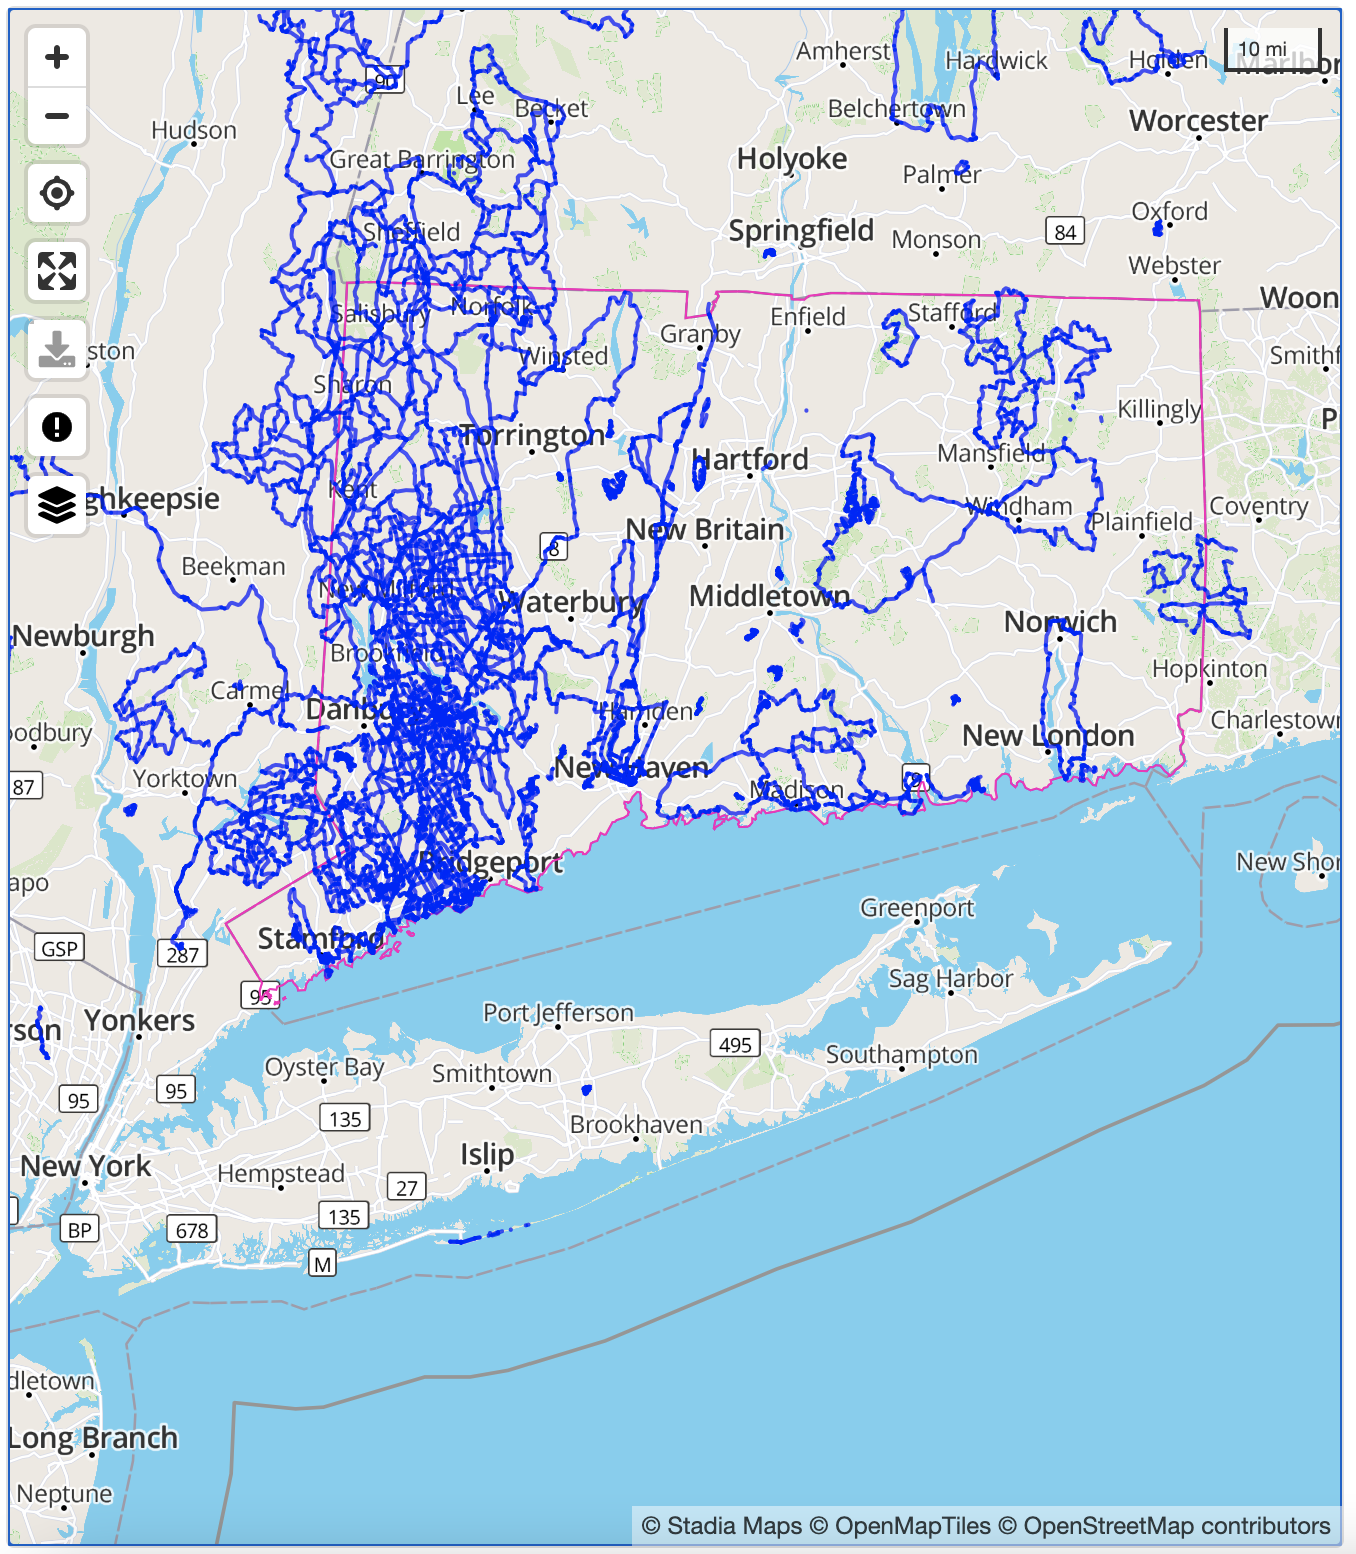 10 mi
Amherst
Hardwick
Holden
90
Lee
Becket
Belchertown
Worcester
Hudson
Great Barrington
Holyoke
Palmer
Oxford
Sheffield
Springfield
Monson
84
Webster
Salisbury
Norfolk
Granby
Enfield
Stafford
Woon
ston
Winsted
Smithf
Sharon
Killingly
P
Torrington
Hartford
Mansfield
Kent
ghkeepsie
Windham
Plainfield
Coventry
New Britain
8
Beekman
New Milford
Waterbury
Middletown
Newburgh
Norwich
Brookfield
Hopkinton
Carmel
Danbu
Hamden
oodbury
New London
Charlestown
87
Yorktown
New Haven
9
Madison
Bridgeport
New Shor
apo
Greenport
GSP
287
Stamford
Sag Harbor
95
rson
Yonkers
Port Jefferson
495
Southampton
Oyster Bay
Smithtown
95
95
135
Brookhaven
New York
Islip
Hempstead
27
135
BP
678
M
dletown
Long Branch
Neptune
© Stadia Maps © OpenMapTiles © OpenStreetMap contributors